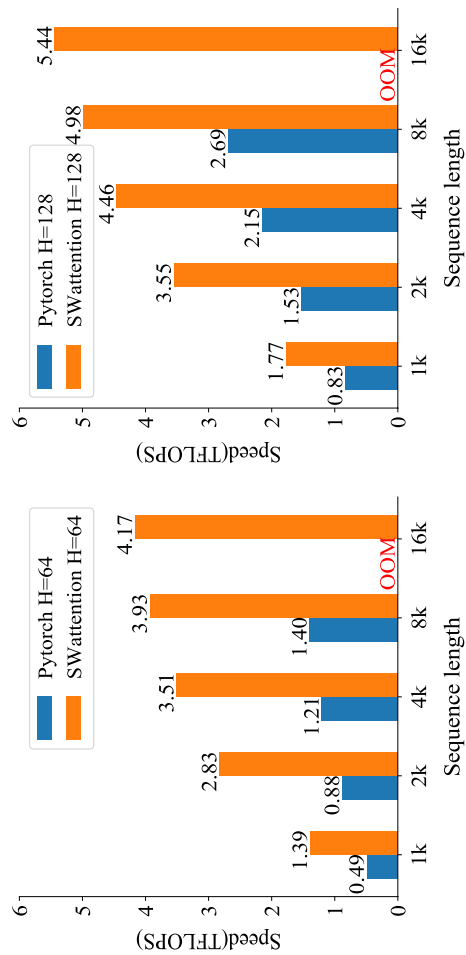 Pytorch H=64
SWattention H=64
6
5
4
3
2
1
0
Speed(TFLOPS)
0.49
1.39
0.88
2.83
1.21
3.51
1.40
3.93
OOM
4.17
1k
2k
4k
8k
16k
Sequence length
Pytorch H=128
SWattention H=128
6
5
4
3
2
1
0
Speed(TFLOPS)
0.83
1.77
1.53
3.55
2.15
4.46
2.69
4.98
OOM
5.44
1k
2k
4k
8k
16k
Sequence length